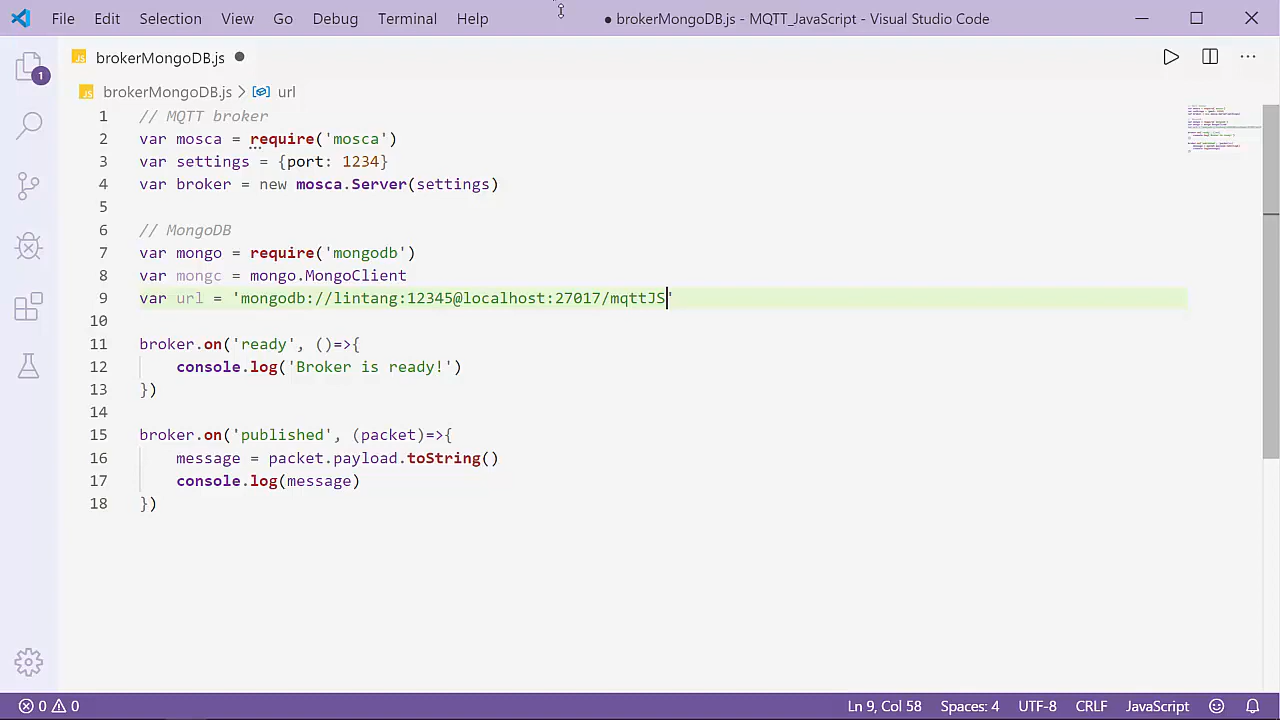 File Edit Selection View Go Debug Terminal Help ● brokerMongoDB.js - MQTT_JavaScript - Visual Studio Code
JS brokerMongoDB.js ●
JS brokerMongoDB.js > url
1 // MQTT broker
2 var mosca = require('mosca')
3 var settings = {port: 1234}
4 var broker = new mosca.Server(settings)
5
6 // MongoDB
7 var mongo = require('mongodb')
8 var mongc = mongo.MongoClient
9 var url = 'mongodb://lintang:12345@localhost:27017/mqttJS'
10
11 broker.on('ready', ()=>{
12 console.log('Broker is ready!')
13 })
14
15 broker.on('published', (packet)=>{
16 message = packet.payload.toString()
17 console.log(message)
18 })
1
0 0 Ln 9, Col 58 Spaces: 4 UTF-8 CRLF JavaScript